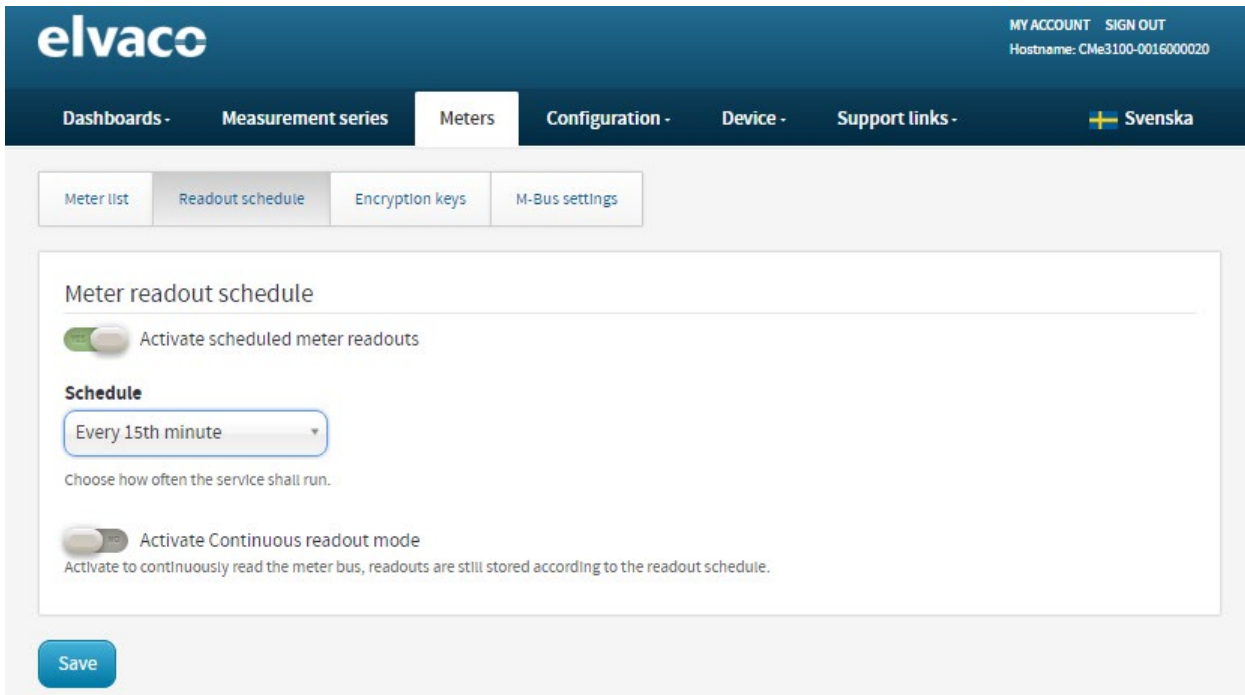 elvaco
MY ACCOUNT SIGN OUT
Hostname: CMe3100-0016000020
Dashboards Measurement series Meters Configuration Device Support links Svenska
Meter list Readout schedule Encryption keys M-Bus settings
Meter readout schedule
YES Activate scheduled meter readouts
Schedule
Every 15th minute
Choose how often the service shall run.
NO Activate Continuous readout mode
Activate to continuously read the meter bus, readouts are still stored according to the readout schedule.
Save